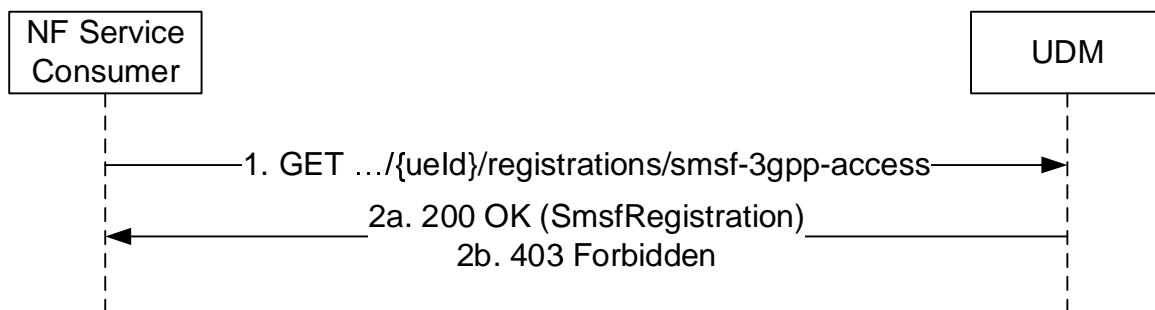 NF Service
Consumer
UDM
1. GET …/{ueId}/registrations/smsf-3gpp-access
2a. 200 OK (SmsfRegistration)
2b. 403 Forbidden